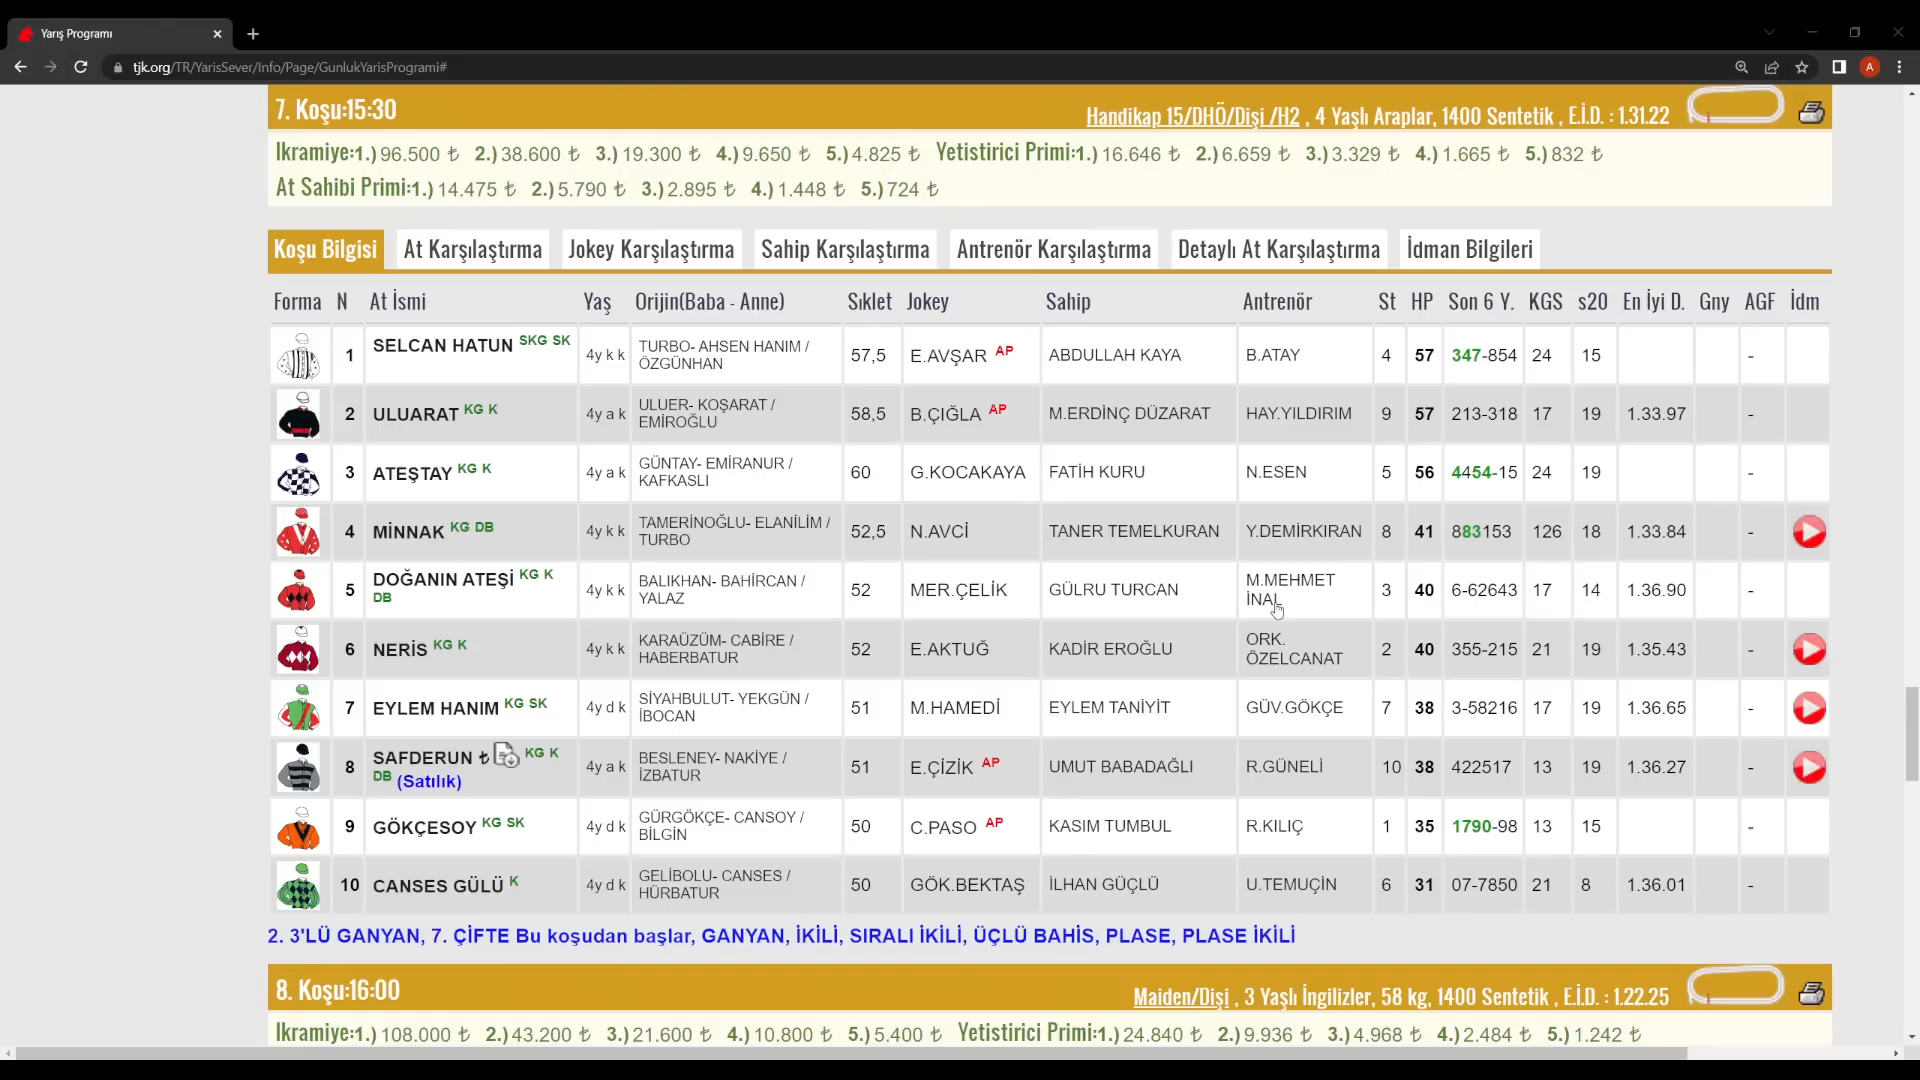 Yarış Programı
tjk.org/TR/YarisSever/Info/Page/GunlukYarisProgrami#
A
7. Koşu:15:30
Handikap 15/DHÖ/Dişi /H2 , 4 Yaşlı Araplar, 1400 Sentetik , E.İ.D. : 1.31.22
Ikramiye:1.) 96.500 ₺ 2.) 38.600 ₺ 3.) 19.300 ₺ 4.) 9.650 ₺ 5.) 4.825 ₺ Yetistirici Primi:1.) 16.646 ₺ 2.) 6.659 ₺ 3.) 3.329 ₺ 4.) 1.665 ₺ 5.) 832 ₺
At Sahibi Primi:1.) 14.475 ₺ 2.) 5.790 ₺ 3.) 2.895 ₺ 4.) 1.448 ₺ 5.) 724 ₺
Koşu Bilgisi At Karşılaştırma Jokey Karşılaştırma Sahip Karşılaştırma Antrenör Karşılaştırma Detaylı At Karşılaştırma İdman Bilgileri
Forma N At İsmi Yaş Orijin(Baba - Anne) Sıklet Jokey Sahip Antrenör St HP Son 6 Y. KGS s20 En İyi D. Gny AGF İdm
1 SELCAN HATUN SKG SK 4y k k TURBO- AHSEN HANIM / ÖZGÜNHAN 57,5 E.AVŞAR AP ABDULLAH KAYA B.ATAY 4 57 347-854 24 15 -
2 ULUARAT KG K 4y a k ULUER- KOŞARAT / EMİROĞLU 58,5 B.ÇIĞLA AP M.ERDİNÇ DÜZARAT HAY.YILDIRIM 9 57 213-318 17 19 1.33.97 -
3 ATEŞTAY KG K 4y a k GÜNTAY- EMİRANUR / KAFKASLI 60 G.KOCAKAYA FATİH KURU N.ESEN 5 56 4454-15 24 19 -
4 MİNNAK KG DB 4y k k TAMERİNOĞLU- ELANİLİM / TURBO 52,5 N.AVCİ TANER TEMELKURAN Y.DEMİRKIRAN 8 41 883153 126 18 1.33.84 -
5 DOĞANIN ATEŞİ KG K DB 4y k k BALIKHAN- BAHİRCAN / YALAZ 52 MER.ÇELİK GÜLRU TURCAN M.MEHMET İNAL 3 40 6-62643 17 14 1.36.90 -
6 NERİS KG K 4y k k KARAÜZÜM- CABİRE / HABERBATUR 52 E.AKTUĞ KADİR EROĞLU ORK. ÖZELCANAT 2 40 355-215 21 19 1.35.43 -
7 EYLEM HANIM KG SK 4y d k SİYAHBULUT- YEKGÜN / İBOCAN 51 M.HAMEDİ EYLEM TANİYİT GÜV.GÖKÇE 7 38 3-58216 17 19 1.36.65 -
8 SAFDERUN ₺ KG K DB (Satılık) 4y a k BESLENEY- NAKİYE / İZBATUR 51 E.ÇİZİK AP UMUT BABADAĞLI R.GÜNELİ 10 38 422517 13 19 1.36.27 -
9 GÖKÇESOY KG SK 4y d k GÜRGÖKÇE- CANSOY / BİLGİN 50 C.PASO AP KASIM TUMBUL R.KILIÇ 1 35 1790-98 13 15 -
10 CANSES GÜLÜ K 4y d k GELİBOLU- CANSES / HÜRBATUR 50 GÖK.BEKTAŞ İLHAN GÜÇLÜ U.TEMUÇİN 6 31 07-7850 21 8 1.36.01 -
2. 3'LÜ GANYAN, 7. ÇİFTE Bu koşudan başlar, GANYAN, İKİLİ, SIRALI İKİLİ, ÜÇLÜ BAHİS, PLASE, PLASE İKİLİ
8. Koşu:16:00
Maiden/Dişi , 3 Yaşlı İngilizler, 58 kg, 1400 Sentetik , E.İ.D. : 1.22.25
Ikramiye:1.) 108.000 ₺ 2.) 43.200 ₺ 3.) 21.600 ₺ 4.) 10.800 ₺ 5.) 5.400 ₺ Yetistirici Primi:1.) 24.840 ₺ 2.) 9.936 ₺ 3.) 4.968 ₺ 4.) 2.484 ₺ 5.) 1.242 ₺